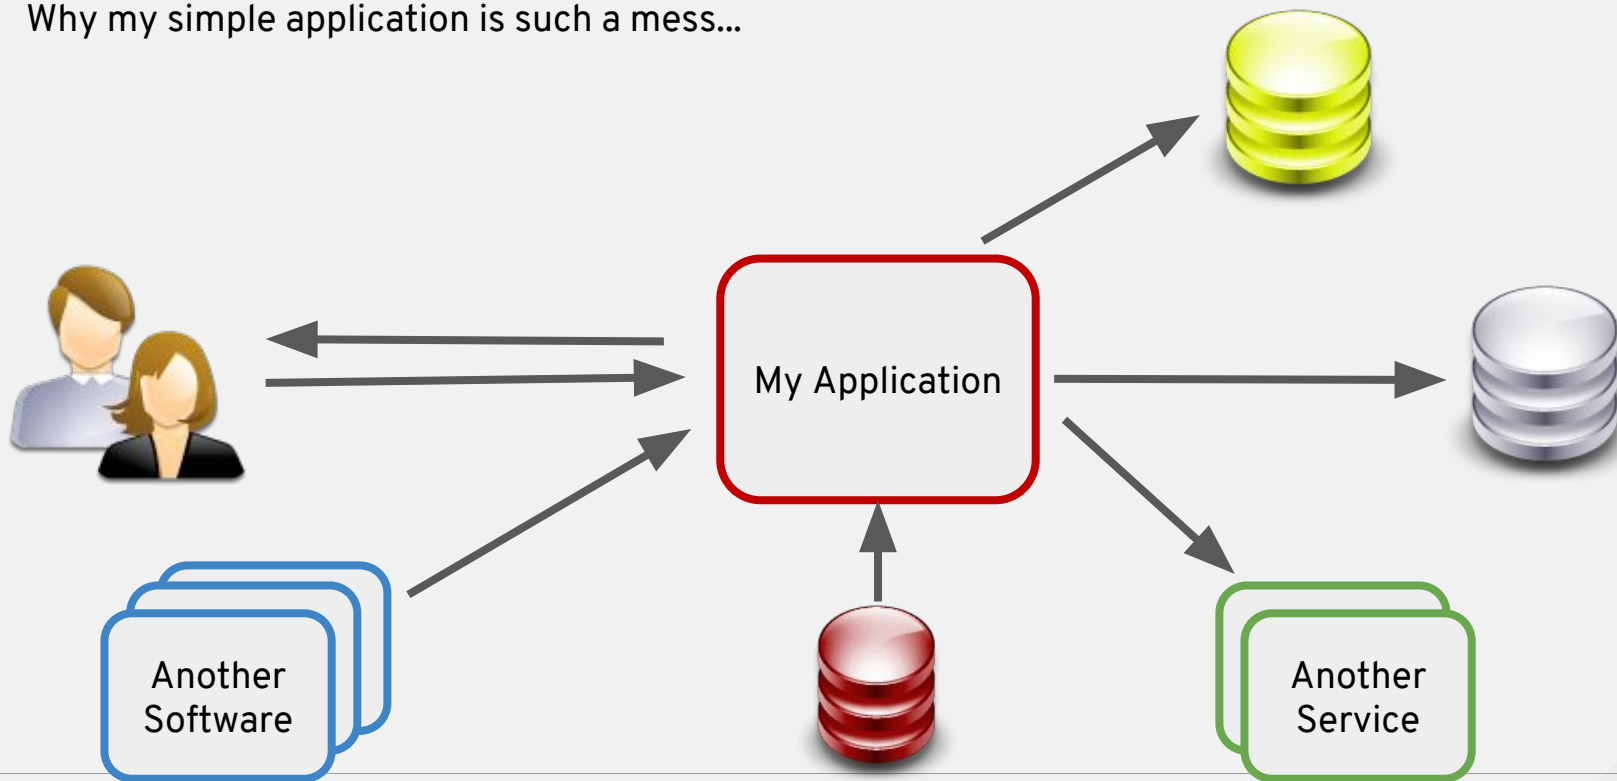 Why my simple application is such a mess...
My Application
Another
Software
Another
Service